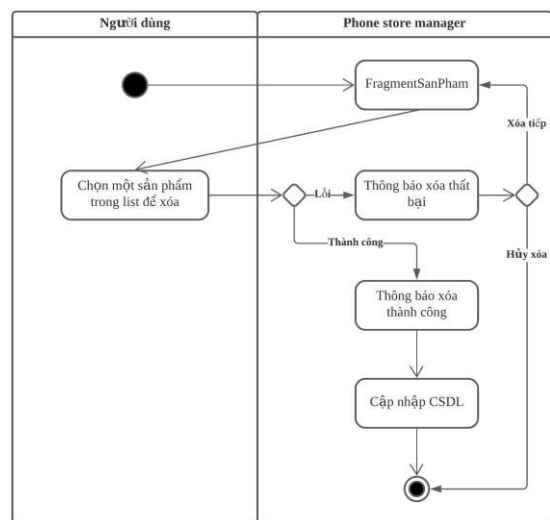 Người dùng
Phone store manager
FragmentSanPham
Xóa tiếp
Chọn một sản phẩm
trong list để xóa
Lỗi
Thông báo xóa thất
bại
Thành công
Hủy xóa
Thông báo xóa
thành công
Cập nhập CSDL